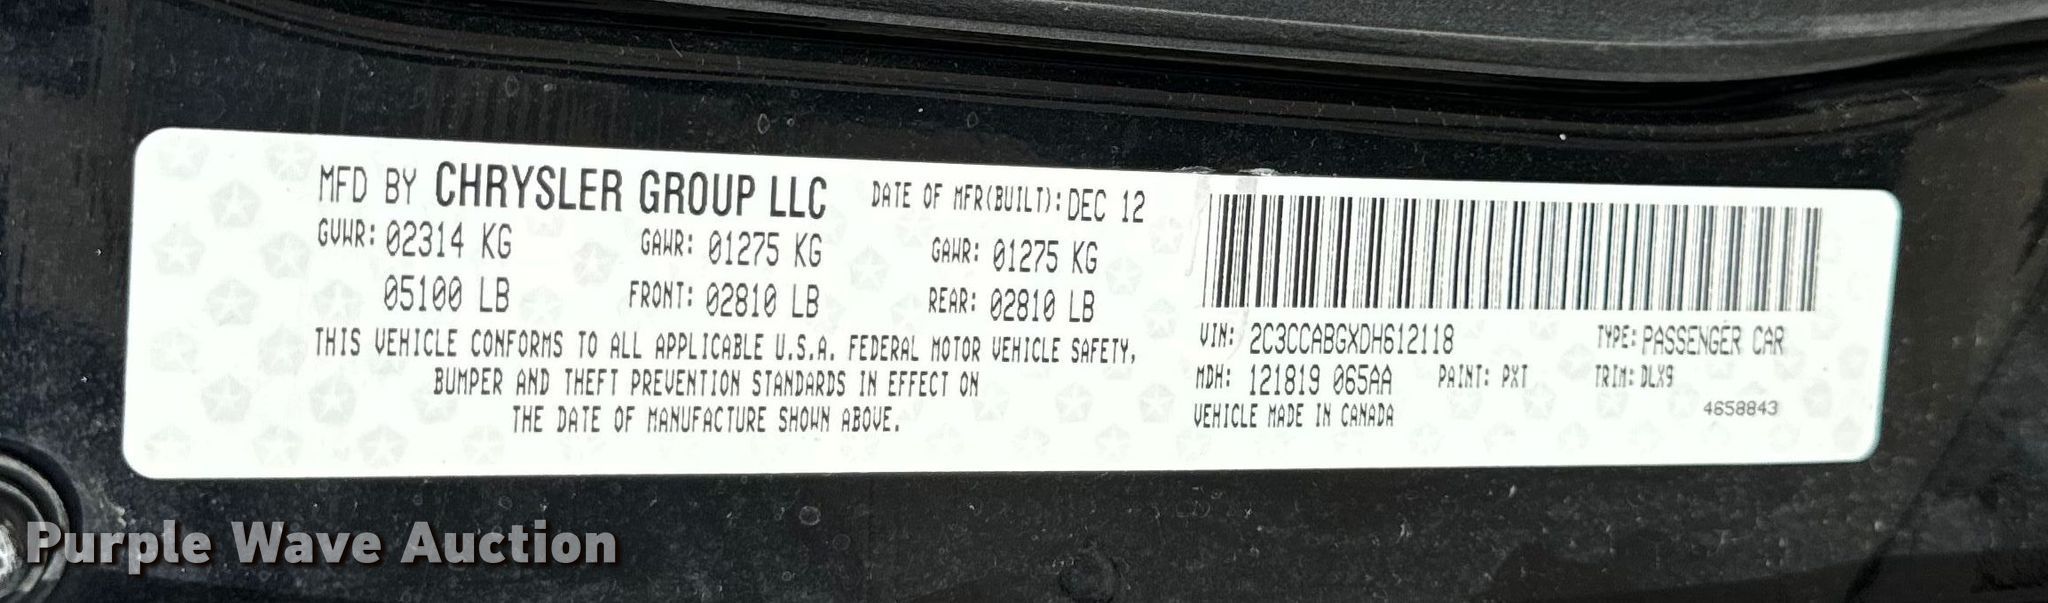 MFD BY CHRYSLER GROUP LLC DATE OF MFR(BUILT): DEC 12
GVWR: 02314 KG GAWR: 01275 KG GAWR: 01275 KG
05100 LB FRONT: 02810 LB REAR: 02810 LB
THIS VEHICLE CONFORMS TO ALL APPLICABLE U.S.A. FEDERAL MOTOR VEHICLE SAFETY,
BUMPER AND THEFT PREVENTION STANDARDS IN EFFECT ON
THE DATE OF MANUFACTURE SHOWN ABOVE.
VIN: 2C3CCABGXDH612118 TYPE: PASSENGER CAR
MDH: 121819 065AA PAINT: PXT TRIM: DLX9
VEHICLE MADE IN CANADA 4658843
Purple Wave Auction